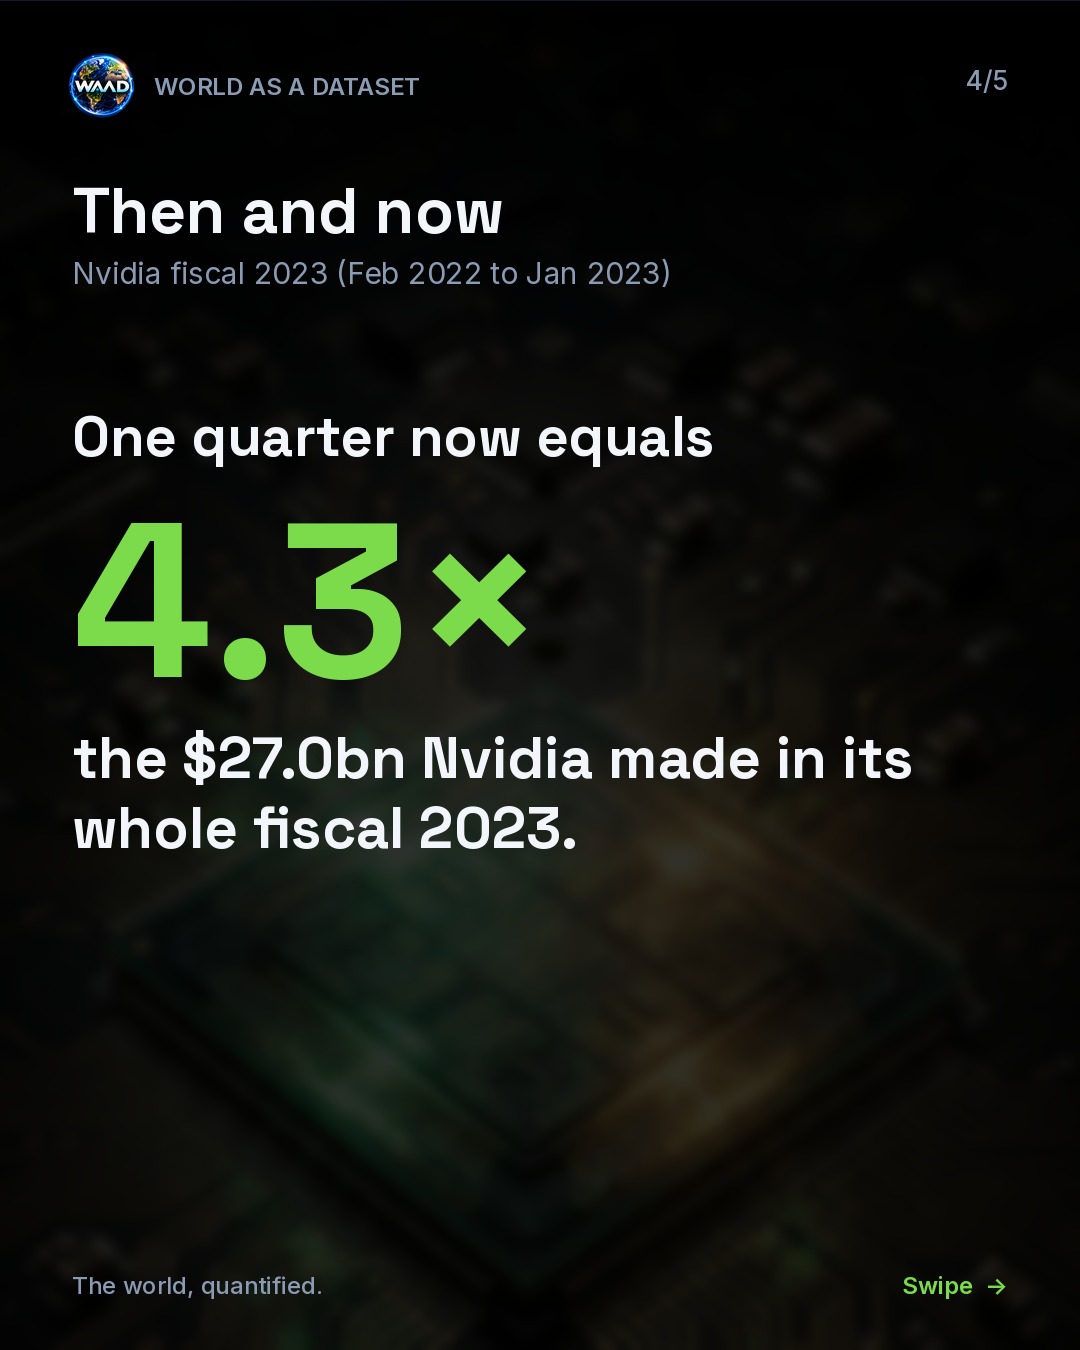 WAAD
WORLD AS A DATASET
4/5
Then and now
Nvidia fiscal 2023 (Feb 2022 to Jan 2023)
One quarter now equals
4.3×
the $27.0bn Nvidia made in its
whole fiscal 2023.
The world, quantified.
Swipe →